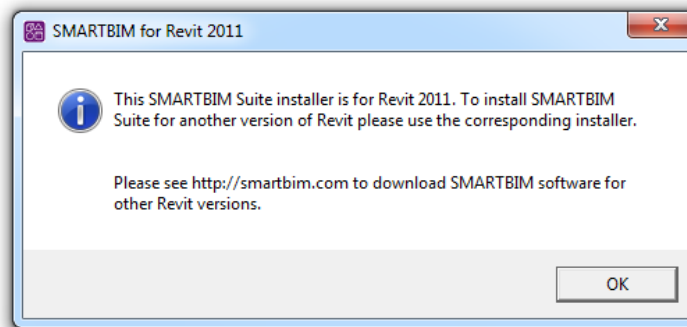 SMARTBIM for Revit 2011
This SMARTBIM Suite installer is for Revit 2011. To install SMARTBIM
Suite for another version of Revit please use the corresponding installer.
Please see http://smartbim.com to download SMARTBIM software for
other Revit versions.
OK